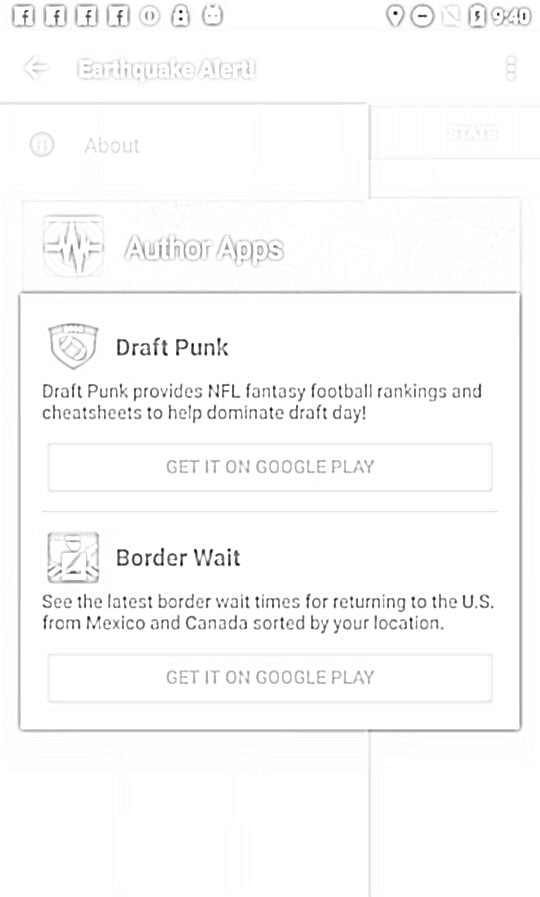 9:40
Earthquake Alert!
About
STATS
Author Apps
Draft Punk
Draft Punk provides NFL fantasy football rankings and
cheatsheets to help dominate draft day!
GET IT ON GOOGLE PLAY
Border Wait
See the latest border wait times for returning to the U.S.
from Mexico and Canada sorted by your location.
GET IT ON GOOGLE PLAY